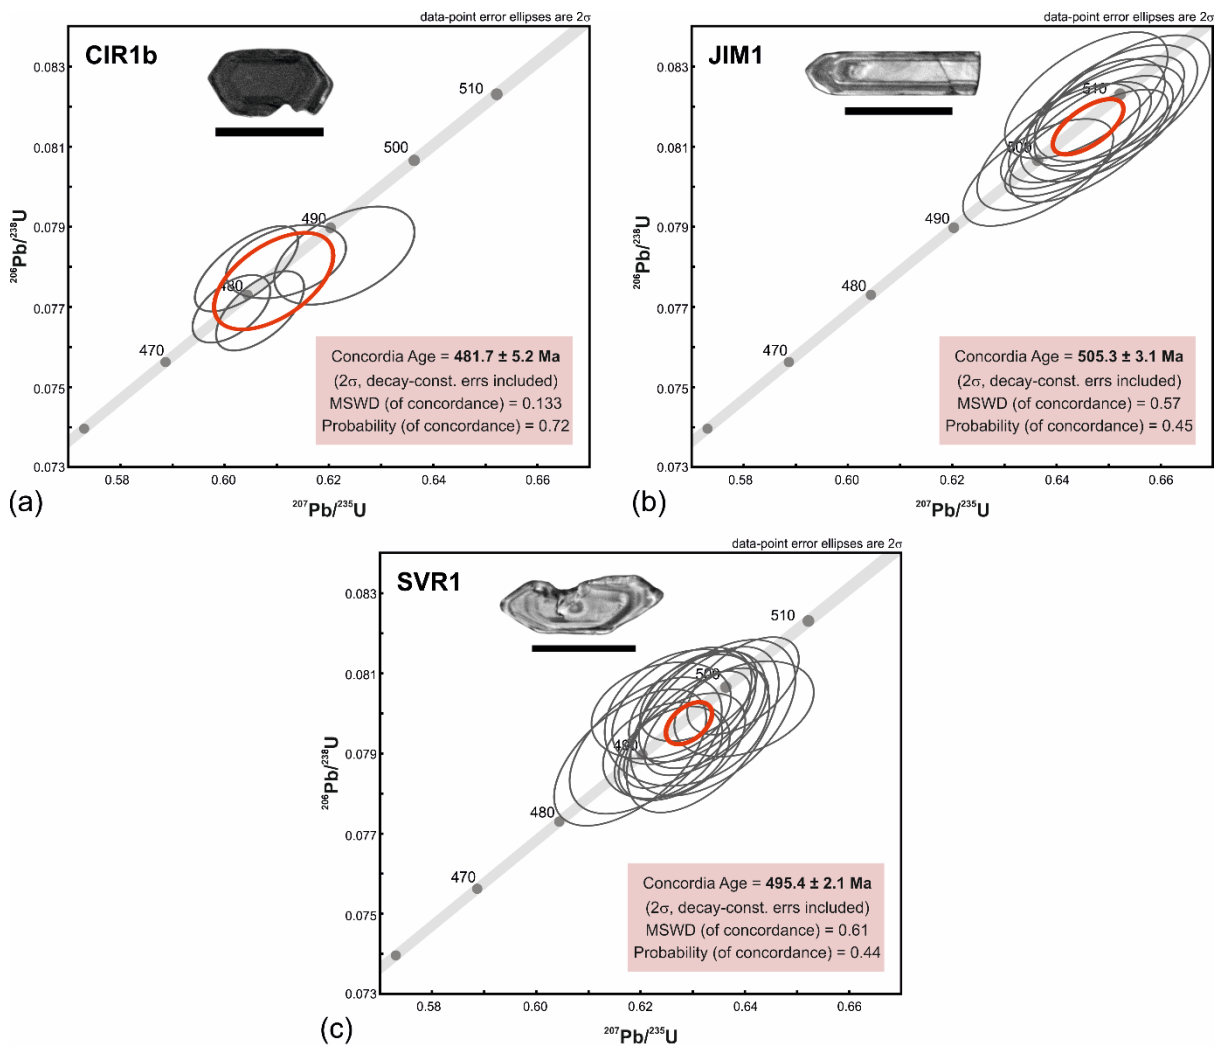 data-point error ellipses are 2σ
CIR1b
0.083
0.081
0.079
0.077
0.075
0.073
206Pb/238U
510
500
490
480
470
Concordia Age = 481.7 ± 5.2 Ma
(2σ, decay-const. errs included)
MSWD (of concordance) = 0.133
Probability (of concordance) = 0.72
0.58
0.60
0.62
0.64
0.66
207Pb/235U
(a)
data-point error ellipses are 2σ
JIM1
0.083
0.081
0.079
0.077
0.075
0.073
206Pb/238U
510
500
490
480
470
Concordia Age = 505.3 ± 3.1 Ma
(2σ, decay-const. errs included)
MSWD (of concordance) = 0.57
Probability (of concordance) = 0.45
0.58
0.60
0.62
0.64
0.66
207Pb/235U
(b)
data-point error ellipses are 2σ
SVR1
0.083
0.081
0.079
0.077
0.075
0.073
206Pb/238U
510
500
490
480
470
Concordia Age = 495.4 ± 2.1 Ma
(2σ, decay-const. errs included)
MSWD (of concordance) = 0.61
Probability (of concordance) = 0.44
0.58
0.60
0.62
0.64
0.66
207Pb/235U
(c)